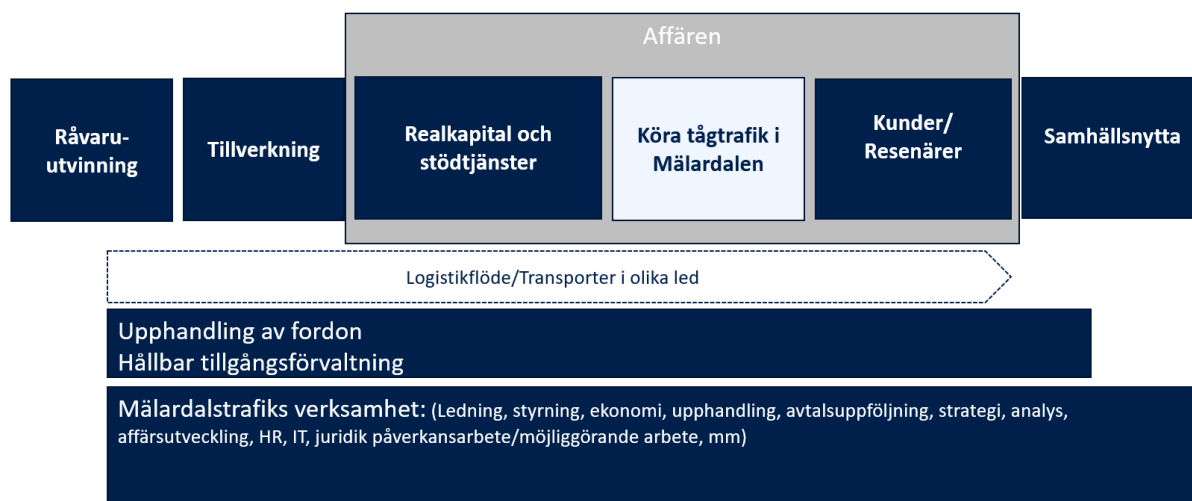 Affären
Råvaru-
utvinning
Tillverkning
Realkapital och
stödtjänster
Köra tågtrafik i
Mälardalen
Kunder/
Resenärer
Samhällsnytta
Logistikflöde/Transporter i olika led
Upphandling av fordon
Hållbar tillgångsförvaltning
Mälardalstrafiks verksamhet: (Ledning, styrning, ekonomi, upphandling, avtalsuppföljning, strategi, analys,
affärsutveckling, HR, IT, juridik påverkansarbete/möjliggörande arbete, mm)